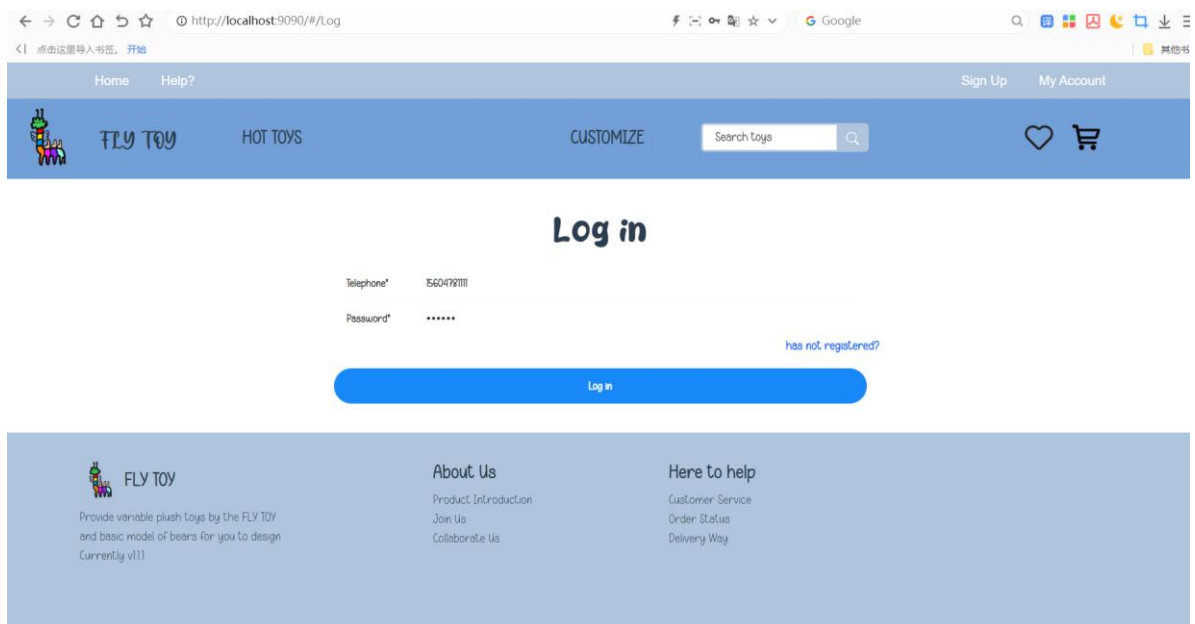 http://localhost:9090/#/Log
Google
点击这里导入书签。 开始
其他书
Home Help? Sign Up My Account
FLY TOY HOT TOYS CUSTOMIZE Search toys
Log in
Telephone* 15604781111
Password* ••••••
has not registered?
Log in
FLY TOY
Provide variable plush toys by the FLY TOY
and basic model of bears for you to design
Currently v1.1.1
About Us
Product Introduction
Join Us
Collaborate Us
Here to help
Customer Service
Order Status
Delivery Way